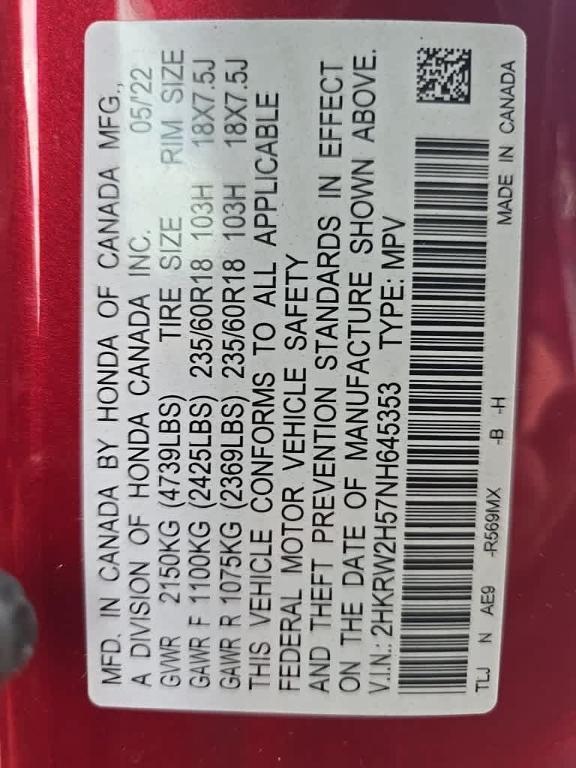 MFD. IN CANADA BY HONDA OF CANADA MFG.,
A DIVISION OF HONDA CANADA INC. 05/'22
GVWR 2150KG (4739LBS) TIRE SIZE RIM SIZE
GAWR F 1100KG (2425LBS) 235/60R18 103H 18X7.5J
GAWR R 1075KG (2369LBS) 235/60R18 103H 18X7.5J
THIS VEHICLE CONFORMS TO ALL APPLICABLE
FEDERAL MOTOR VEHICLE SAFETY
AND THEFT PREVENTION STANDARDS IN EFFECT
ON THE DATE OF MANUFACTURE SHOWN ABOVE.
V.I.N.: 2HKRW2H57NH645353 TYPE: MPV
TLJ N AE9 -R569MX -B -H
MADE IN CANADA